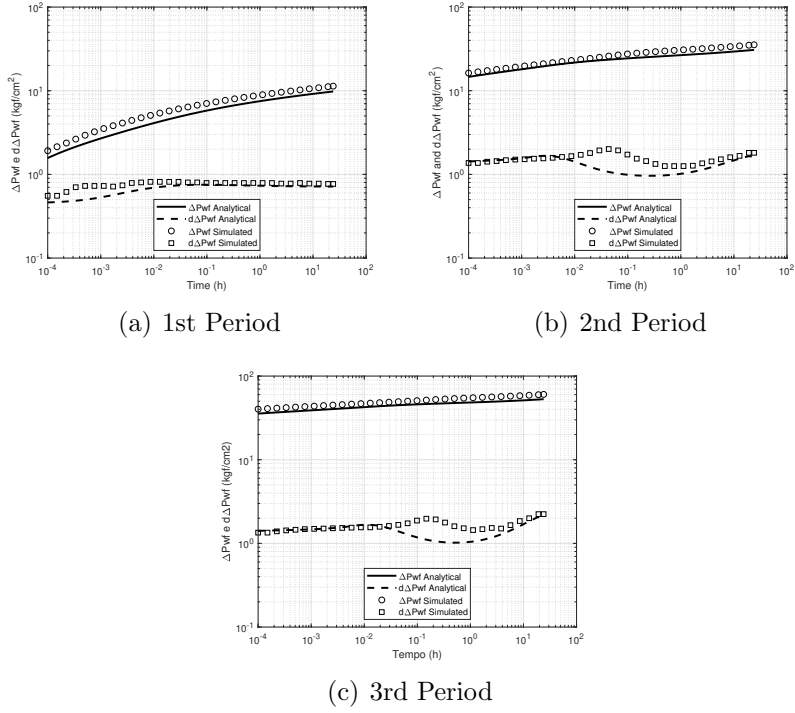 10^2
10^1
10^0
10^-1
ΔPwf e dΔPwf (kgf/cm^2)
ΔPwf Analytical
dΔPwf Analytical
ΔPwf Simulated
dΔPwf Simulated
10^-4 10^-3 10^-2 10^-1 10^0 10^1 10^2
Time (h)
(a) 1st Period
10^2
10^1
10^0
10^-1
ΔPwf and dΔPwf (kgf/cm^2)
ΔPwf Analytical
dΔPwf Analytical
ΔPwf Simulated
dΔPwf Simulated
10^-4 10^-3 10^-2 10^-1 10^0 10^1 10^2
Time (h)
(b) 2nd Period
10^2
10^1
10^0
10^-1
ΔPwf e dΔPwf (kgf/cm2)
ΔPwf Analytical
dΔPwf Analytical
ΔPwf Simulated
dΔPwf Simulated
10^-4 10^-3 10^-2 10^-1 10^0 10^1 10^2
Tempo (h)
(c) 3rd Period